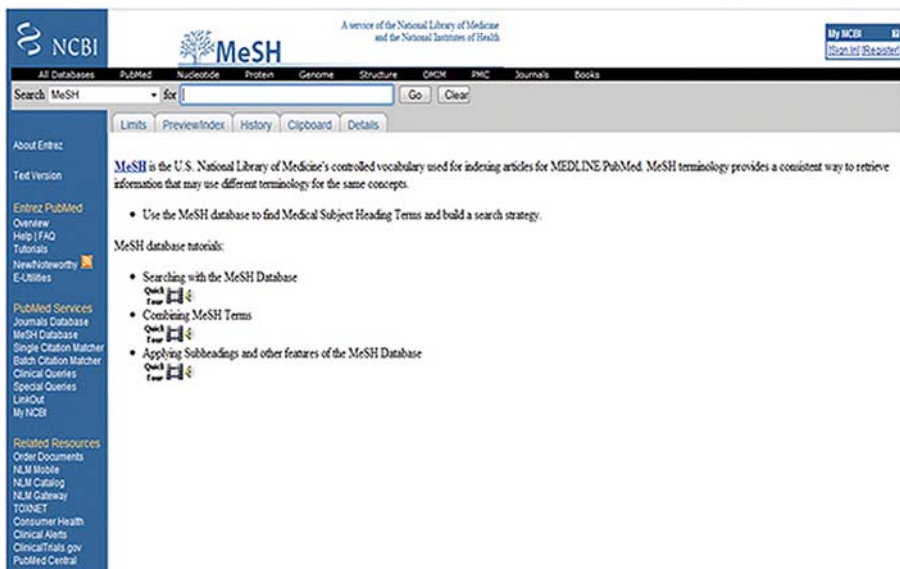 NCBI
MeSH
A service of the National Library of Medicine
and the National Institutes of Health
My NCBI
[Sign In] [Register]
All Databases PubMed Nucleotide Protein Genome Structure OMIM PMC Journals Books
Search MeSH for Go Clear
Limits Preview/Index History Clipboard Details
About Entrez
Text Version
Entrez PubMed
Overview
Help | FAQ
Tutorials
New/Noteworthy
E-Utilities
PubMed Services
Journals Database
MeSH Database
Single Citation Matcher
Batch Citation Matcher
Clinical Queries
Special Queries
LinkOut
My NCBI
Related Resources
Order Documents
NLM Mobile
NLM Catalog
NLM Gateway
TOXNET
Consumer Health
Clinical Alerts
ClinicalTrials.gov
PubMed Central
MeSH is the U.S. National Library of Medicine's controlled vocabulary used for indexing articles for MEDLINE/PubMed. MeSH terminology provides a consistent way to retrieve
information that may use different terminology for the same concepts.
• Use the MeSH database to find Medical Subject Heading Terms and build a search strategy.
MeSH database tutorials:
• Searching with the MeSH Database
Quick
Tour
• Combining MeSH Terms
Quick
Tour
• Applying Subheadings and other features of the MeSH Database
Quick
Tour